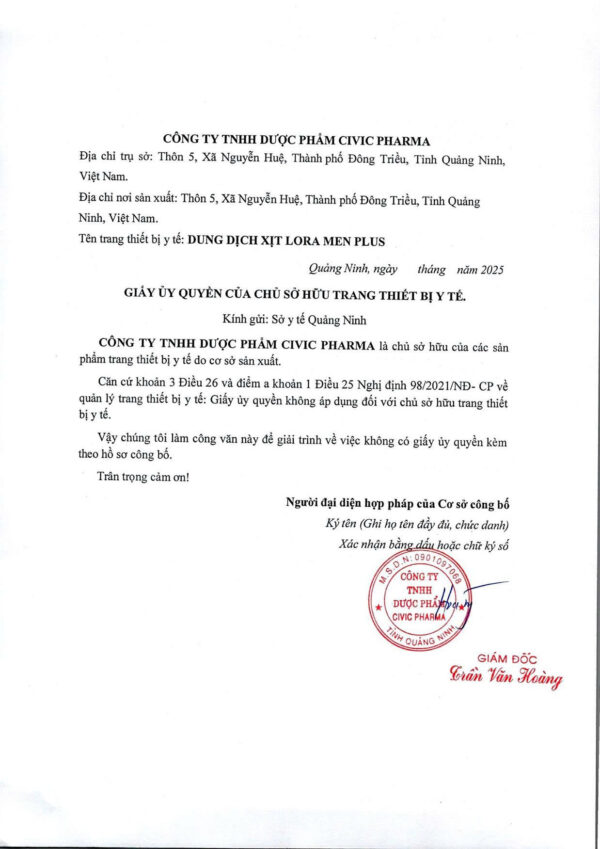 CÔNG TY TNHH DƯỢC PHẨM CIVIC PHARMA
Địa chỉ trụ sở: Thôn 5, Xã Nguyễn Huệ, Thành phố Đông Triều, Tỉnh Quảng Ninh,
Việt Nam.
Địa chỉ nơi sản xuất: Thôn 5, Xã Nguyễn Huệ, Thành phố Đông Triều, Tỉnh Quảng
Ninh, Việt Nam.
Tên trang thiết bị y tế: DUNG DỊCH XỊT LORA MEN PLUS
Quảng Ninh, ngày tháng năm 2025
GIẤY ỦY QUYỀN CỦA CHỦ SỞ HỮU TRANG THIẾT BỊ Y TẾ.
Kính gửi: Sở y tế Quảng Ninh
CÔNG TY TNHH DƯỢC PHẨM CIVIC PHARMA là chủ sở hữu của các sản
phẩm trang thiết bị y tế do cơ sở sản xuất.
Căn cứ khoản 3 Điều 26 và điểm a khoản 1 Điều 25 Nghị định 98/2021/NĐ- CP về
quản lý trang thiết bị y tế: Giấy ủy quyền không áp dụng đối với chủ sở hữu trang thiết
bị y tế.
Vậy chúng tôi làm công văn này để giải trình về việc không có giấy ủy quyền kèm
theo hồ sơ công bố.
Trân trọng cảm ơn!
Người đại diện hợp pháp của Cơ sở công bố
Ký tên (Ghi họ tên đầy đủ, chức danh)
Xác nhận bằng dấu hoặc chữ ký số
M.S.D.N: 0901097068
CÔNG TY
TNHH
DƯỢC PHẨM
CIVIC PHARMA
TỈNH QUẢNG NINH
GIÁM ĐỐC
Trần Văn Hoàng